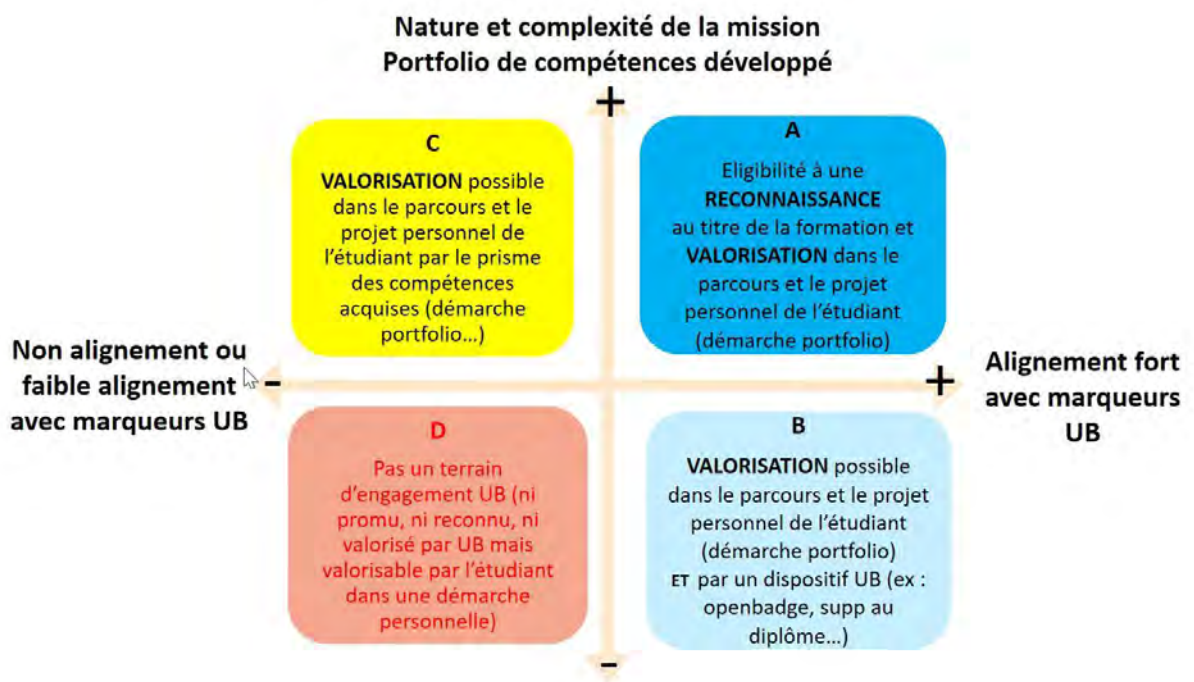 Nature et complexité de la mission
Portfolio de compétences développé
+
C
VALORISATION possible
dans le parcours et le
projet personnel de
l’étudiant par le prisme
des compétences
acquises (démarche
portfolio…)
A
Eligibilité à une
RECONNAISSANCE
au titre de la formation et
VALORISATION dans le
parcours et le projet
personnel de l’étudiant
(démarche portfolio)
Non alignement ou
faible alignement
avec marqueurs UB
-
+
Alignement fort
avec marqueurs
UB
D
Pas un terrain
d’engagement UB (ni
promu, ni reconnu, ni
valorisé par UB mais
valorisable par l’étudiant
dans une démarche
personnelle)
B
VALORISATION possible
dans le parcours et le projet
personnel de l’étudiant
(démarche portfolio)
ET par un dispositif UB (ex :
openbadge, supp au
diplôme…)
-